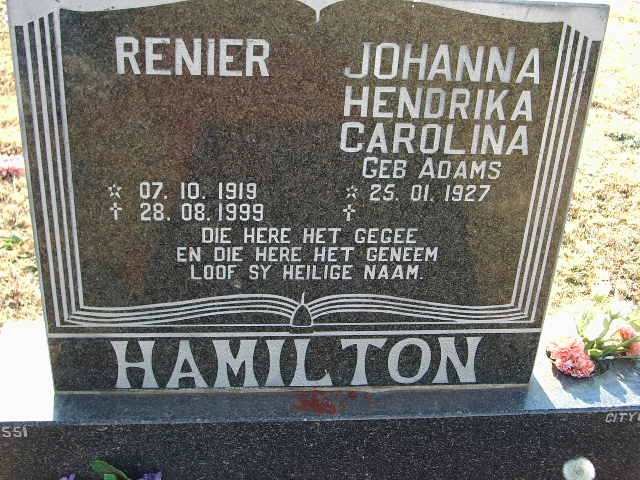 RENIER
JOHANNA
HENDRIKA
CAROLINA
GEB ADAMS
☆ 07. 10. 1919
✝ 28. 08. 1999
☆ 25. 01. 1927
✝
DIE HERE HET GEGEE
EN DIE HERE HET GENEEM
LOOF SY HEILIGE NAAM.
HAMILTON
551